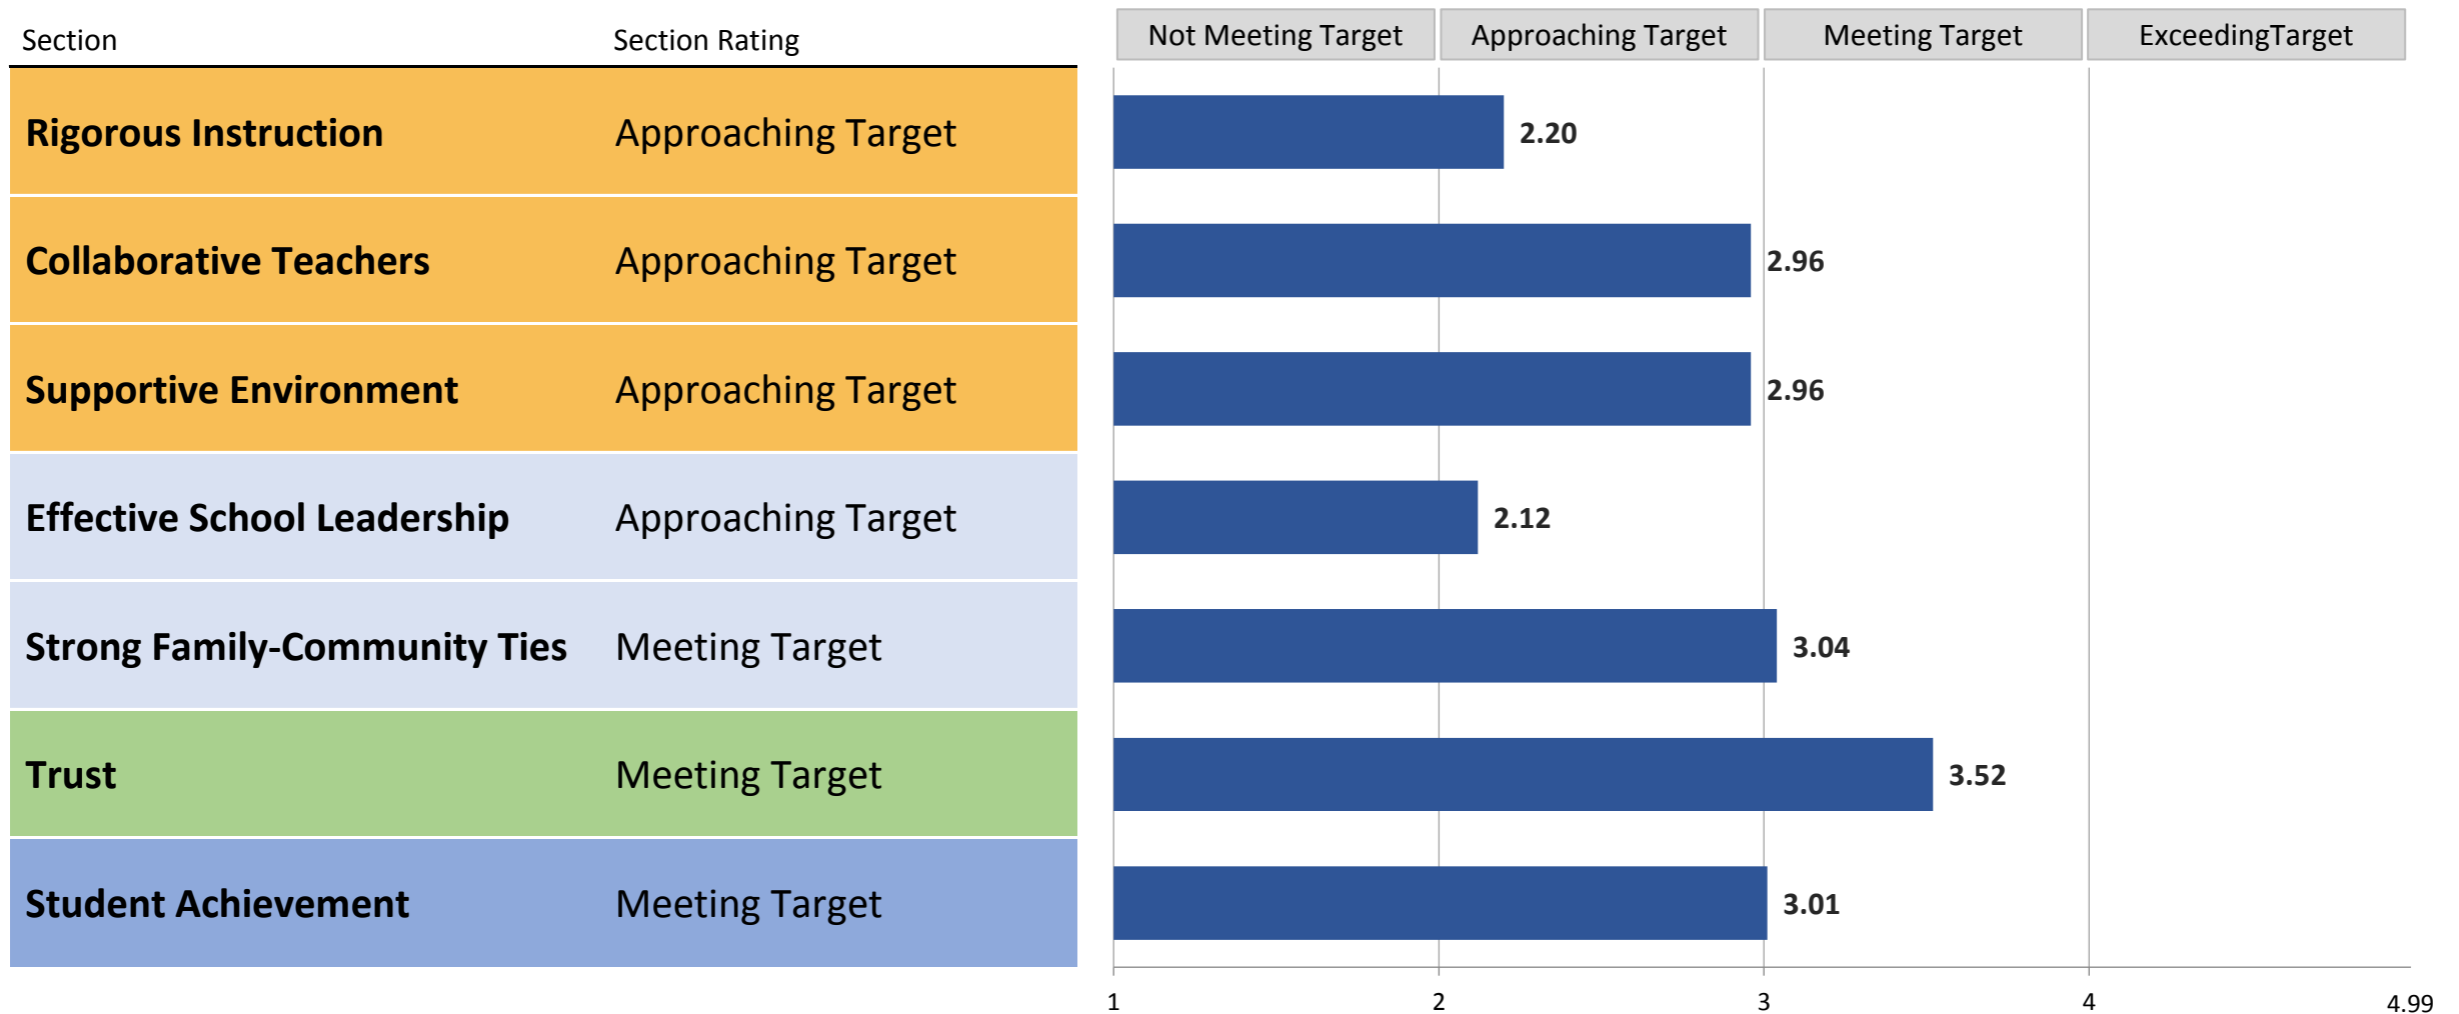 Section Section Rating Not Meeting Target Approaching Target Meeting Target ExceedingTarget
Rigorous Instruction Approaching Target 2.20
Collaborative Teachers Approaching Target 2.96
Supportive Environment Approaching Target 2.96
Effective School Leadership Approaching Target 2.12
Strong Family-Community Ties Meeting Target 3.04
Trust Meeting Target 3.52
Student Achievement Meeting Target 3.01
1 2 3 4 4.99